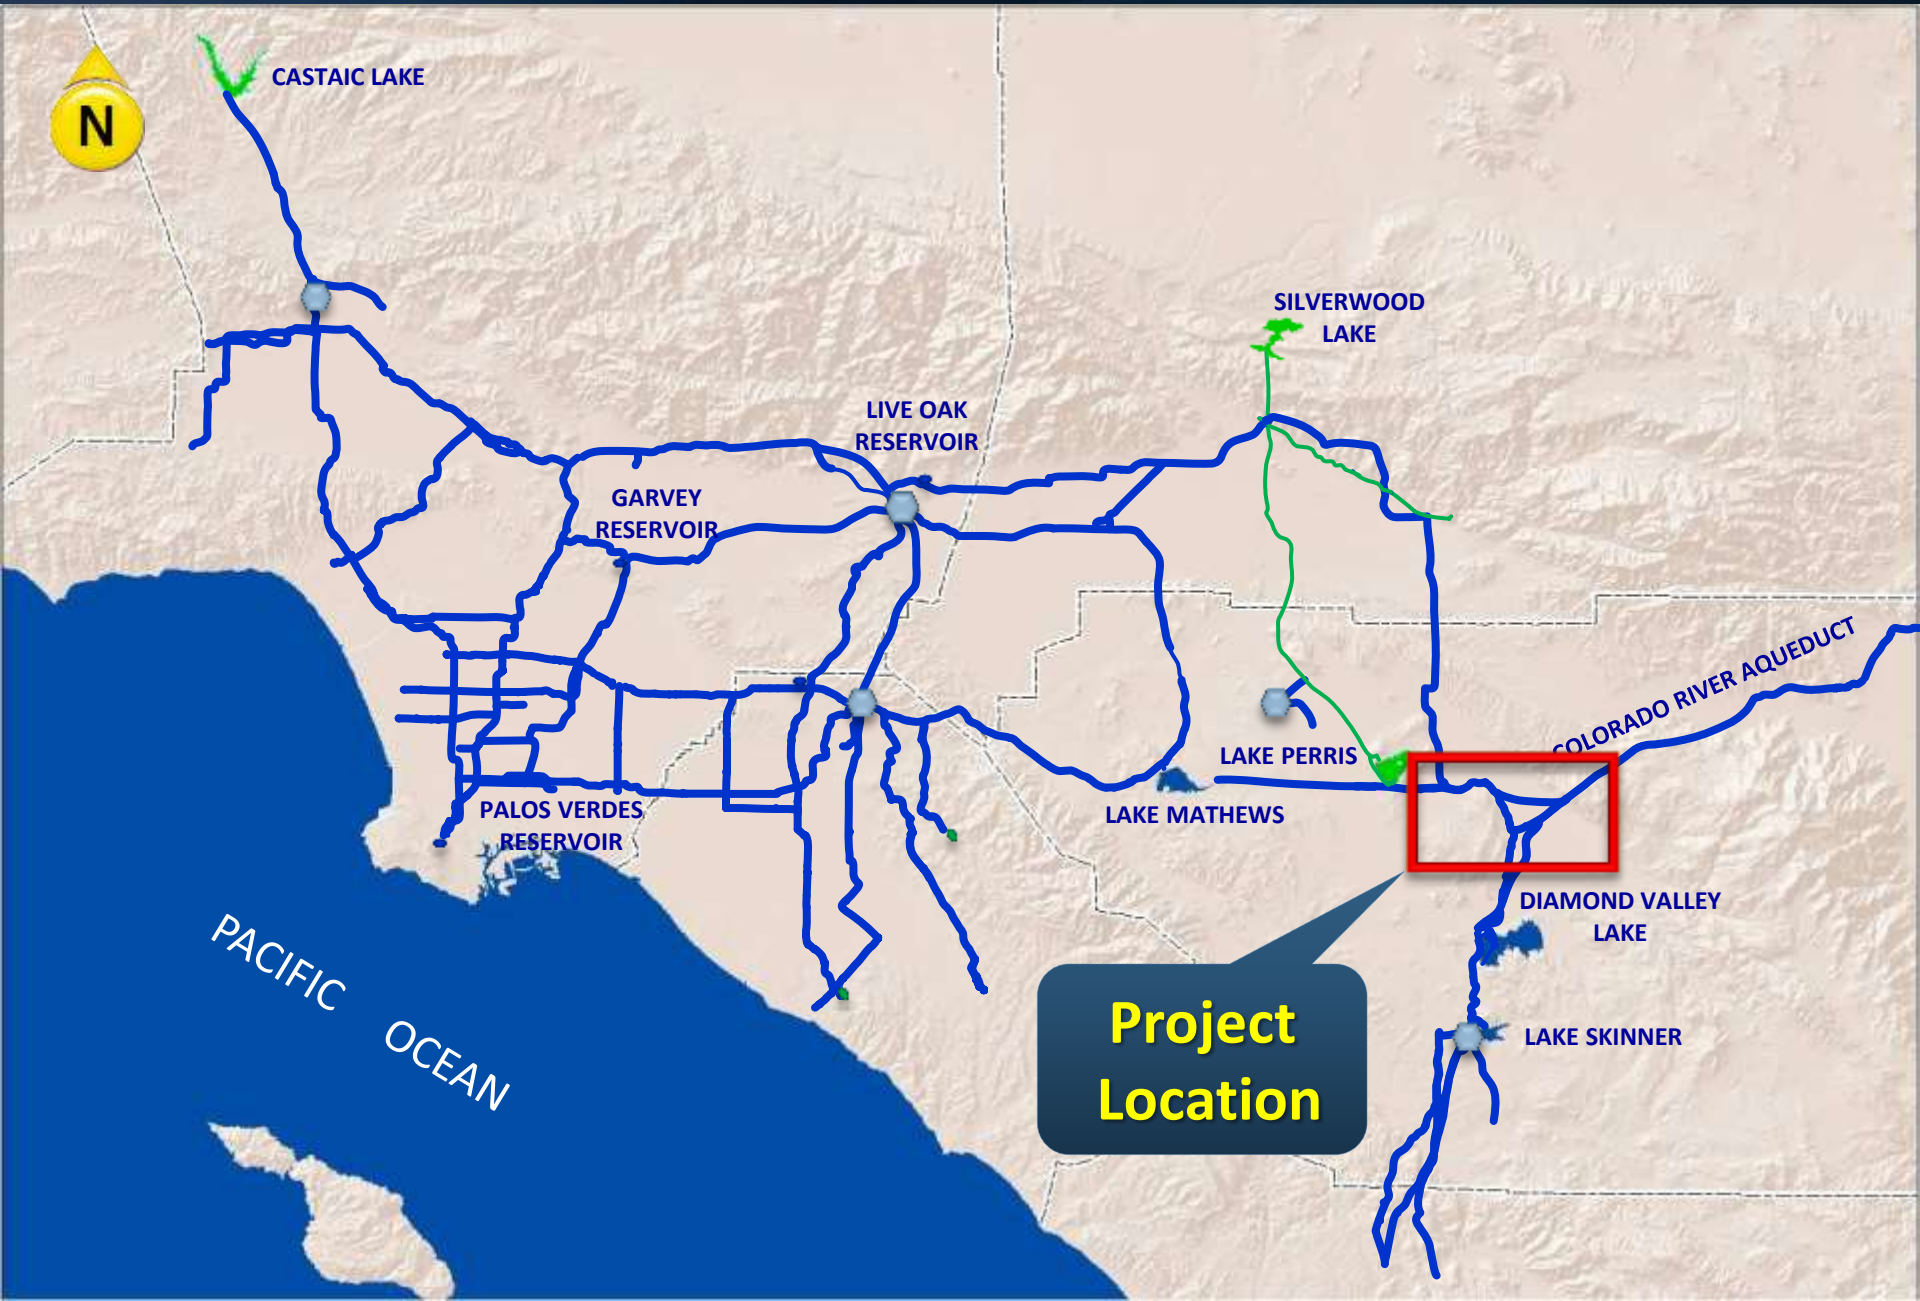 N
CASTAIC LAKE
SILVERWOOD
LAKE
LIVE OAK
RESERVOIR
GARVEY
RESERVOIR
COLORADO RIVER AQUEDUCT
LAKE PERRIS
LAKE MATHEWS
PALOS VERDES
RESERVOIR
DIAMOND VALLEY
LAKE
PACIFIC
OCEAN
Project
Location
LAKE SKINNER